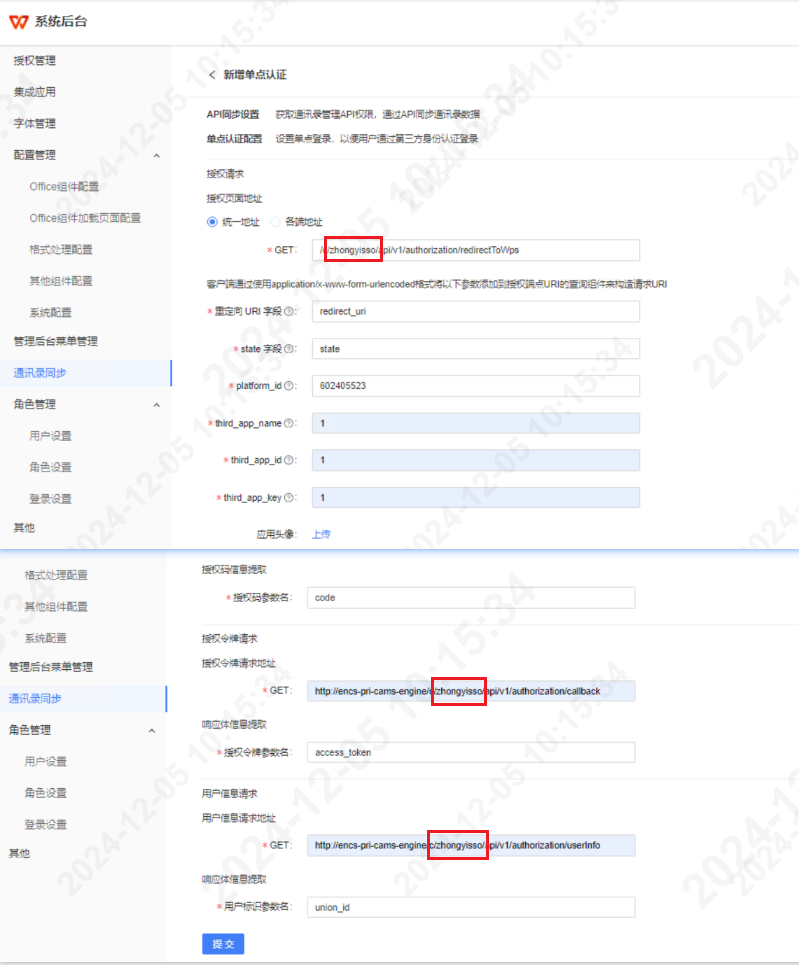 系统后台
授权管理
集成应用
字体管理
配置管理
Office组件配置
Office组件加载页面配置
格式处理配置
其他组件配置
系统配置
管理后台菜单管理
通讯录同步
角色管理
用户设置
角色设置
登录设置
其他
新增单点认证
API同步设置 获取通讯录管理API权限，通过API同步通讯录数据
单点认证配置 设置单点登录，以便用户通过第三方身份认证登录
授权请求
授权页面地址
统一地址 各端地址
* GET: /c/zhongyisso/api/v1/authorization/redirectToWps
客户端通过使用application/x-www-form-urlencoded格式将以下参数添加到授权端点URI的查询组件来构造请求URI
* 重定向 URI 字段 ?: redirect_uri
* state 字段 ?: state
* platform_id ?: 602405523
* third_app_name ?: 1
* third_app_id ?: 1
* third_app_key ?: 1
应用头像: 上传
格式处理配置
其他组件配置
系统配置
管理后台菜单管理
通讯录同步
角色管理
用户设置
角色设置
登录设置
其他
授权码信息提取
* 授权码参数名: code
授权令牌请求
授权令牌请求地址
* GET: http://encs-pri-cams-engine/c/zhongyisso/api/v1/authorization/callback
响应体信息提取
* 授权令牌参数名: access_token
用户信息请求
用户信息请求地址
* GET: http://encs-pri-cams-engine/c/zhongyisso/api/v1/authorization/userInfo
响应体信息提取
* 用户标识参数名: union_id
提交
2024-12-05 10:15:34